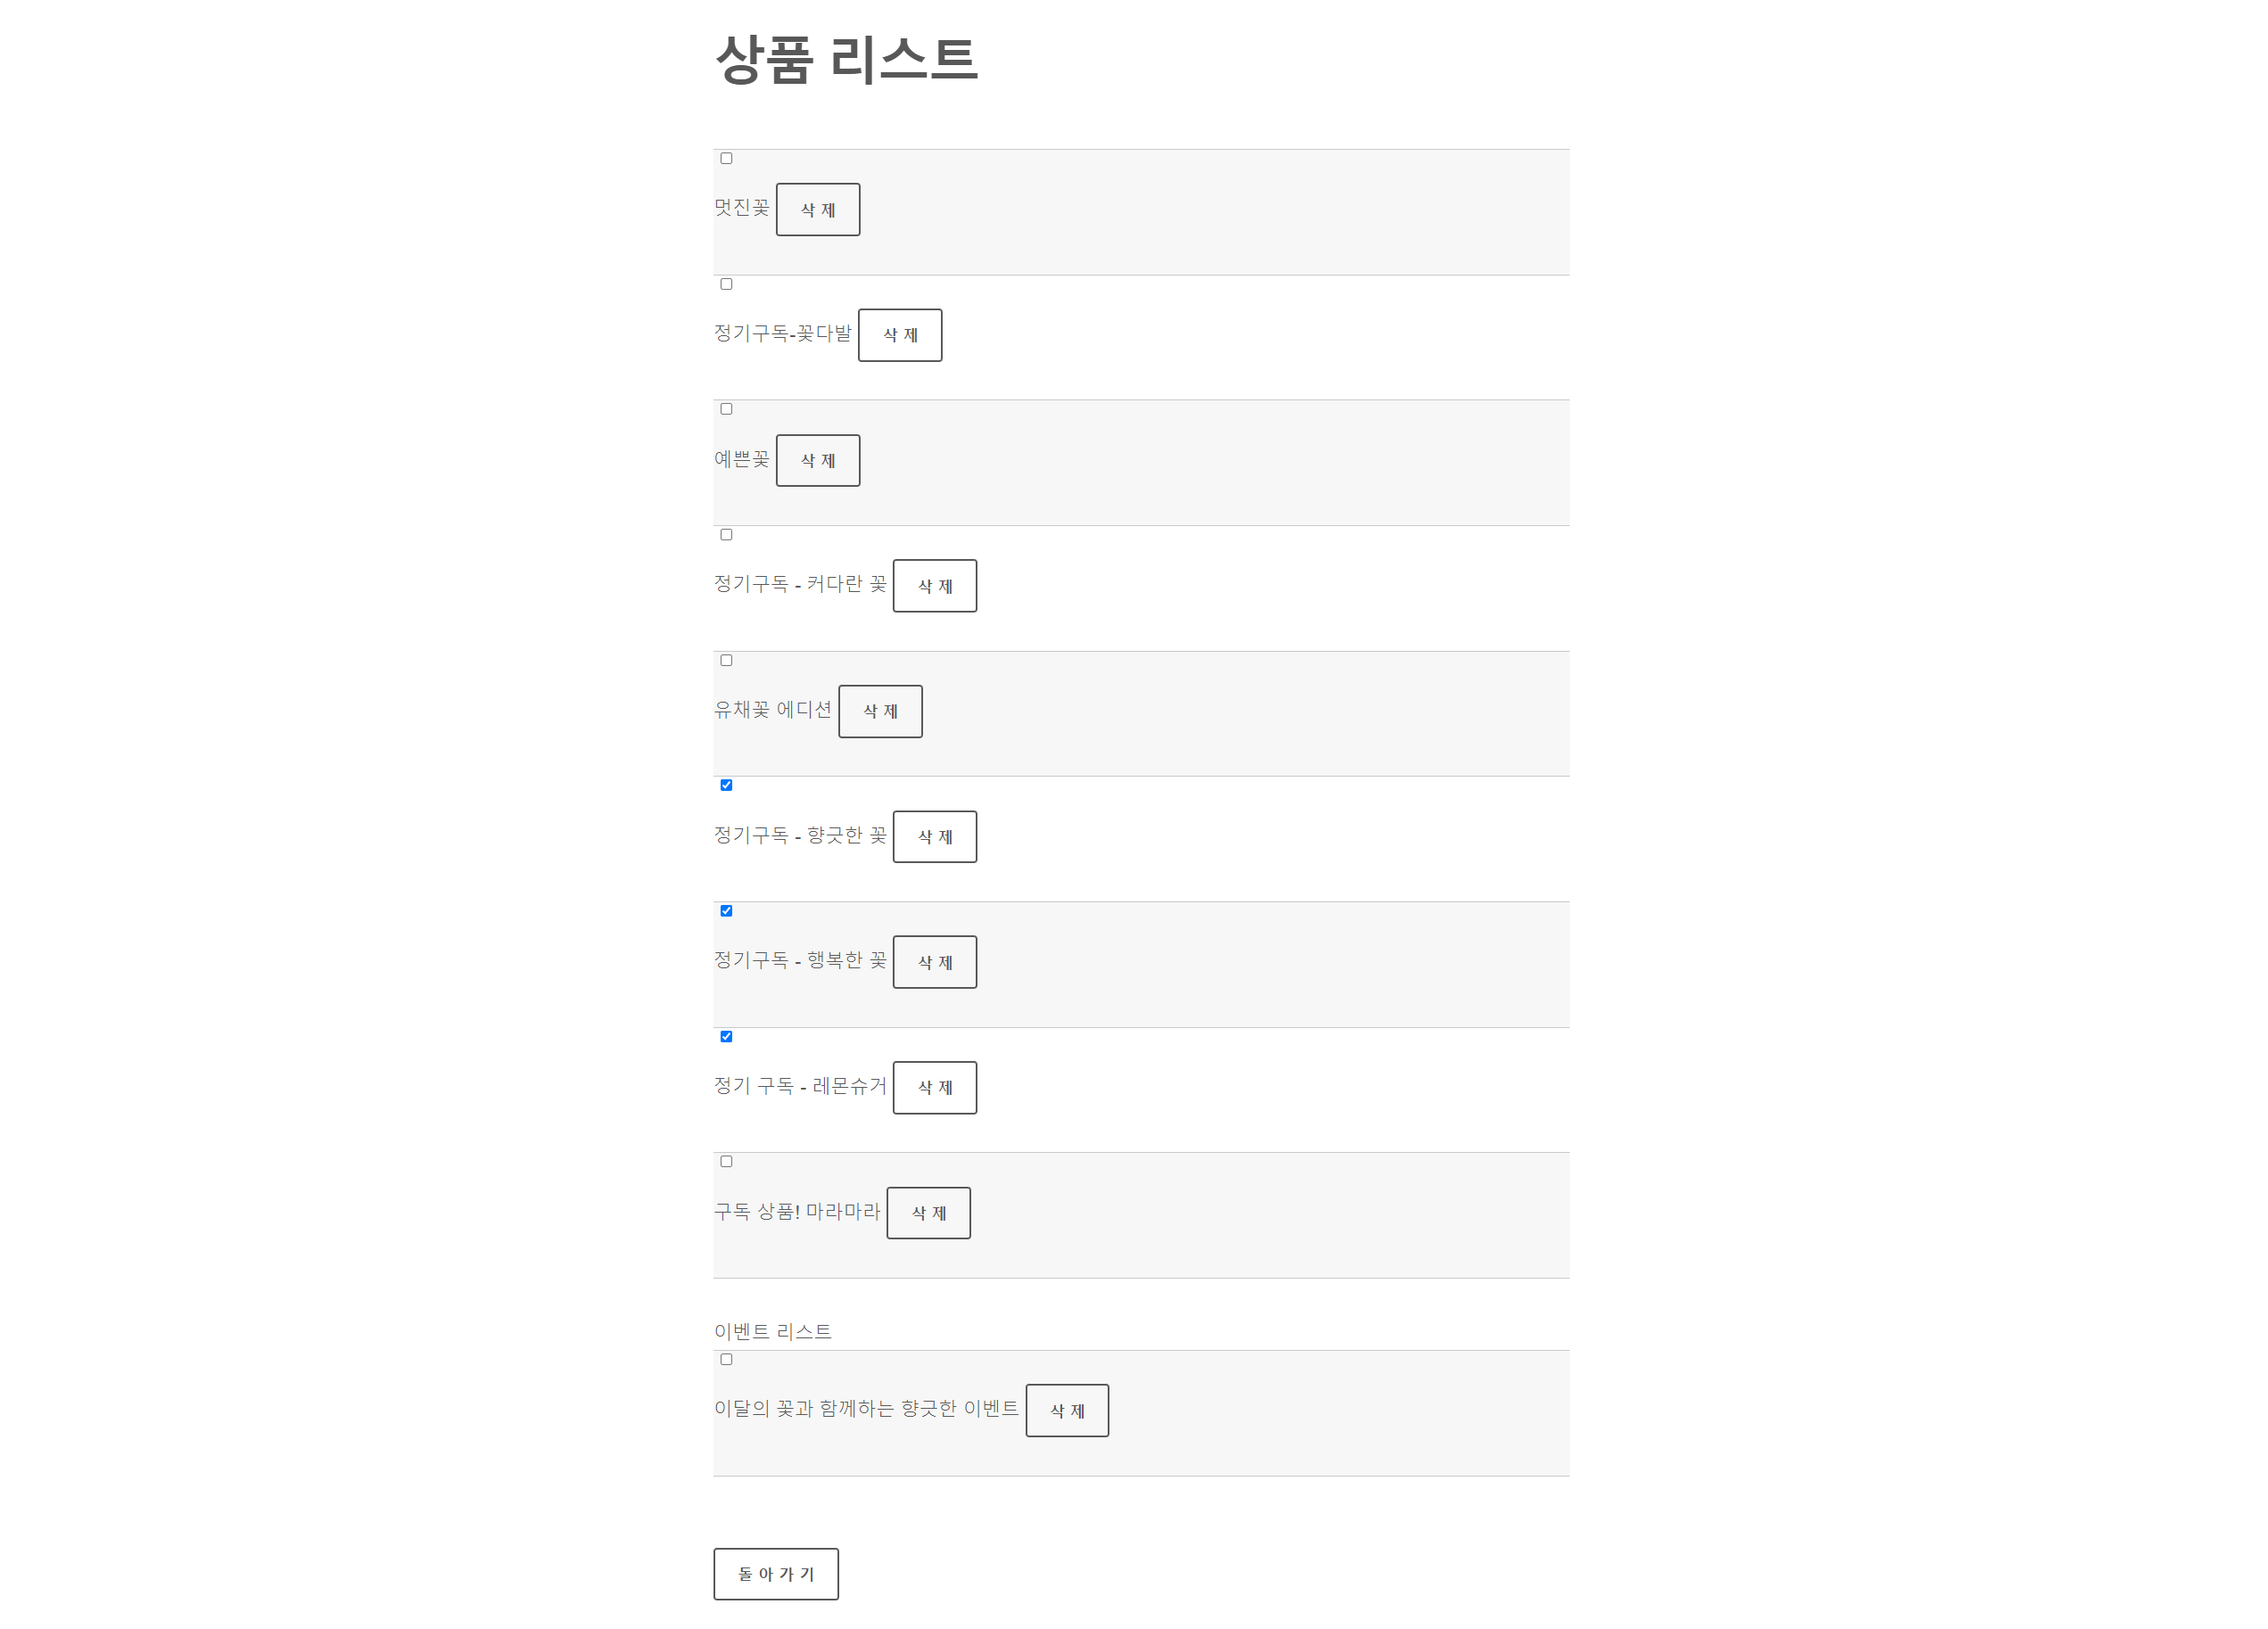 상품 리스트
멋진꽃 삭제
정기구독-꽃다발 삭제
예쁜꽃 삭제
정기구독 - 커다란 꽃 삭제
유채꽃 에디션 삭제
정기구독 - 향긋한 꽃 삭제
정기구독 - 행복한 꽃 삭제
정기 구독 - 레몬슈거 삭제
구독 상품! 마라마라 삭제
이벤트 리스트
이달의 꽃과 함께하는 향긋한 이벤트 삭제
돌아가기